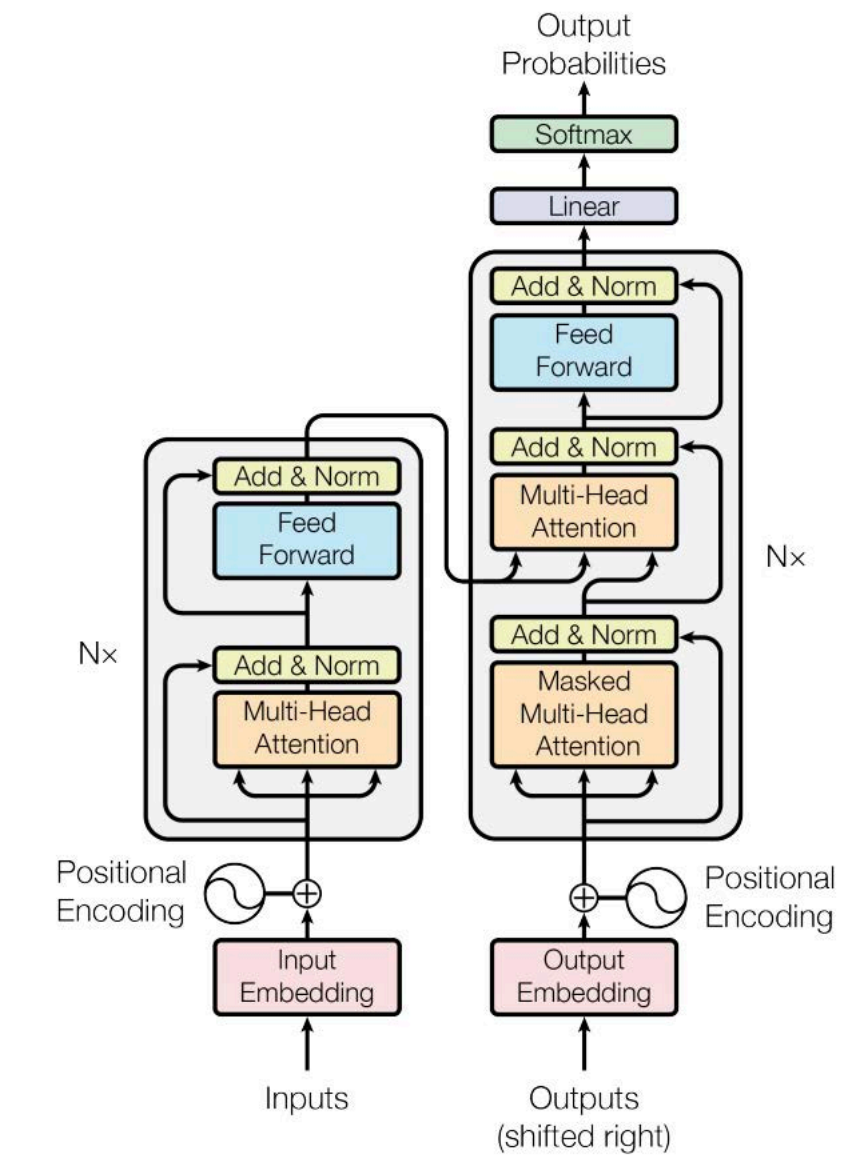 Output
Probabilities
Softmax
Linear
Add & Norm
Feed
Forward
Add & Norm
Multi-Head
Attention
Nx
Add & Norm
Masked
Multi-Head
Attention
Add & Norm
Feed
Forward
Nx
Add & Norm
Multi-Head
Attention
Positional
Encoding
Positional
Encoding
Input
Embedding
Output
Embedding
Inputs
Outputs
(shifted right)